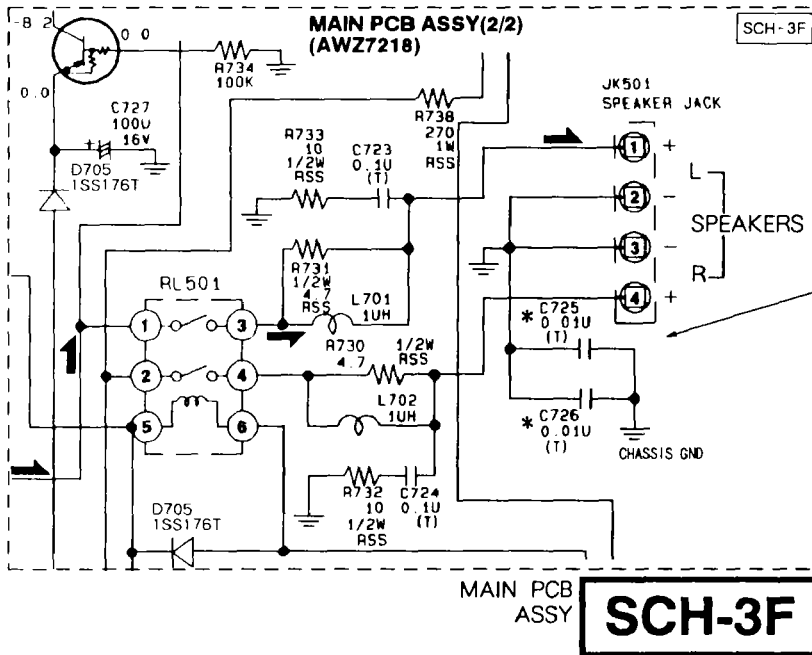 MAIN PCB ASSY(2/2)
(AWZ7218)
SCH-3F
-8 2
0 0
R734
100K
0.0
C727
100U
16V
D705
1SS176T
R738
270
1W
RSS
JK501
SPEAKER JACK
R733
10
1/2W
RSS
C723
0.1U
(T)
1 +
L
2 -
SPEAKERS
3 -
R
4 +
R731
1/2W
4.7
RSS
L701
1UH
RL501
1
3
2
4
5
6
R730
4.7
1/2W
RSS
L702
1UH
* C725
0.01U
(T)
* C726
0.01U
(T)
CHASSIS GND
R732
10
1/2W
RSS
C724
0.1U
(T)
D705
1SS176T
MAIN PCB
ASSY
SCH-3F